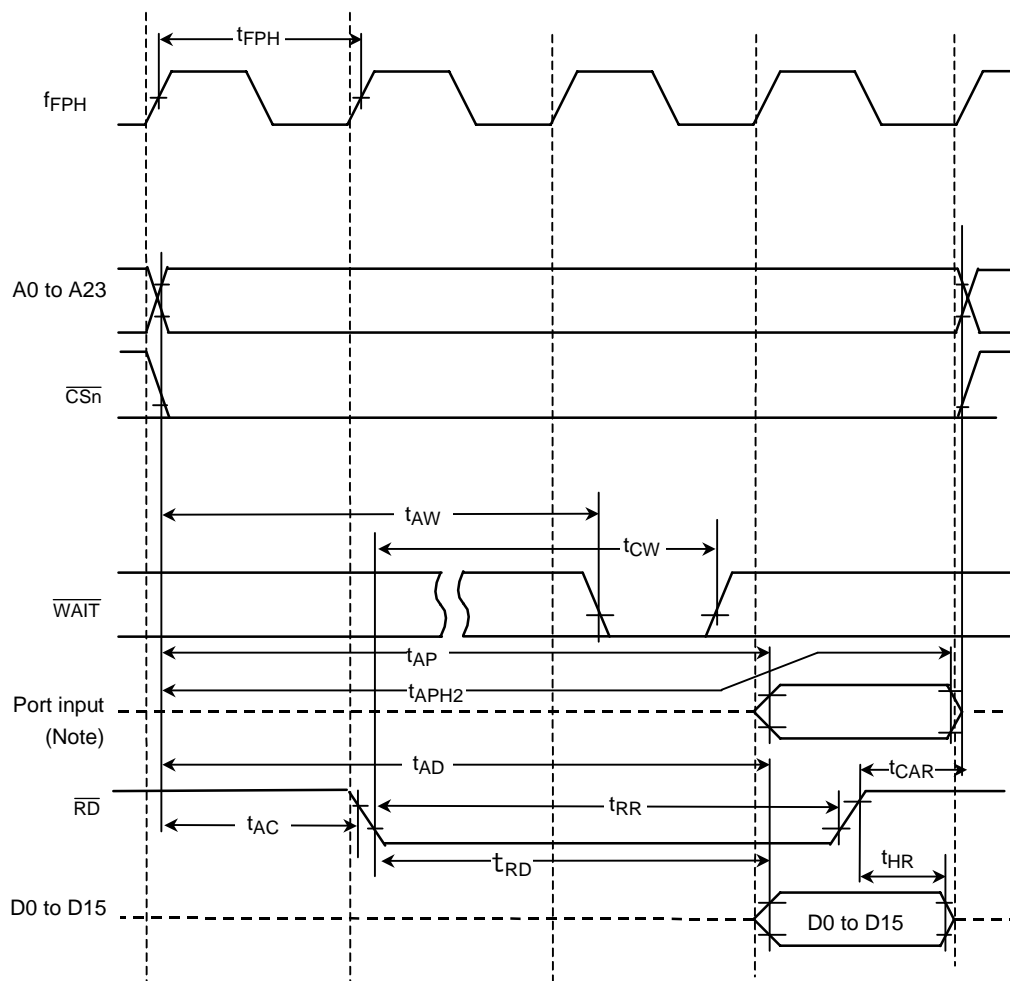 tFPH
fFPH
A0 to A23
CSn
tAW
tCW
WAIT
tAP
tAPH2
Port input
(Note)
tAD
tCAR
RD
tRR
tAC
tRD
tHR
D0 to D15
D0 to D15